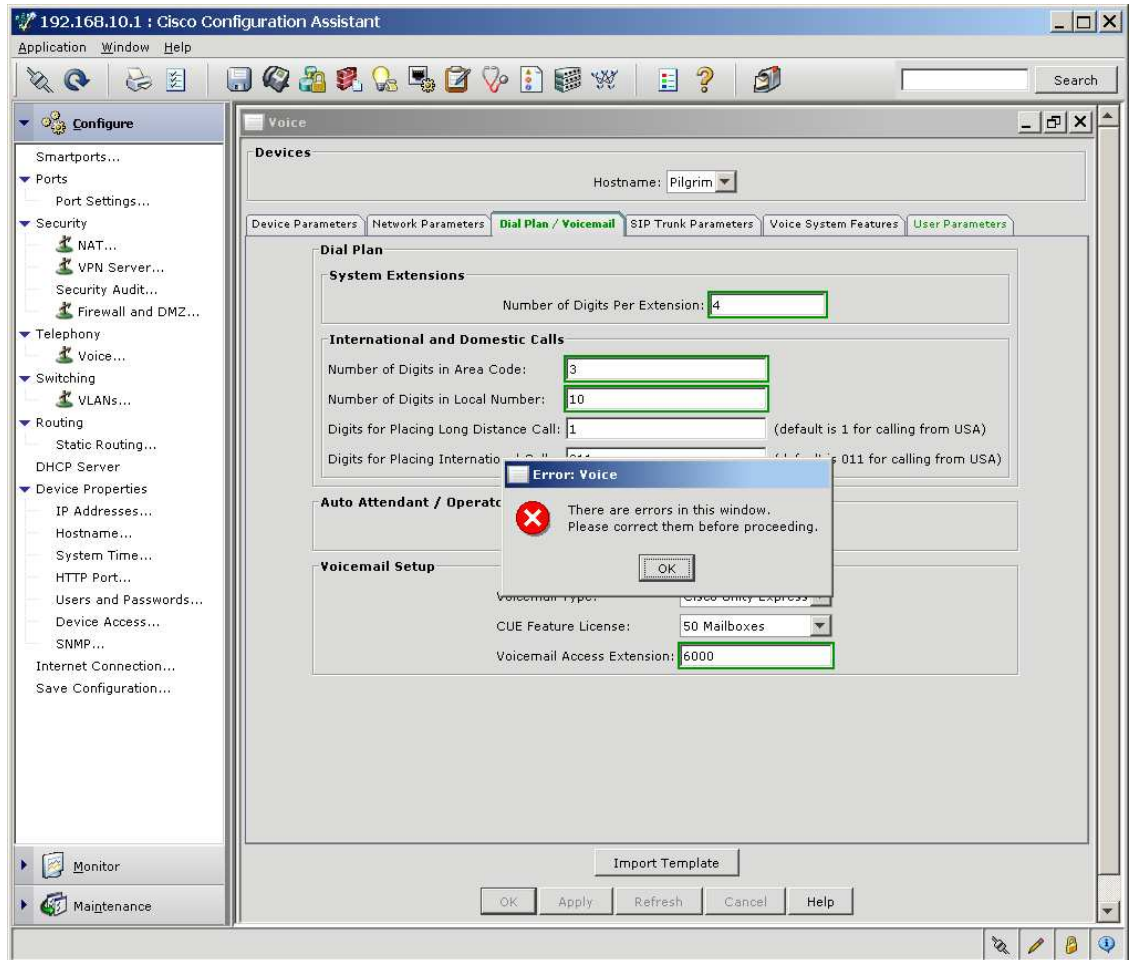 192.168.10.1 : Cisco Configuration Assistant
Application Window Help
Search
Configure
Smartports...
Ports
Port Settings...
Security
NAT...
VPN Server...
Security Audit...
Firewall and DMZ...
Telephony
Voice...
Switching
VLANs...
Routing
Static Routing...
DHCP Server
Device Properties
IP Addresses...
Hostname...
System Time...
HTTP Port...
Users and Passwords...
Device Access...
SNMP...
Internet Connection...
Save Configuration...
Monitor
Maintenance
Voice
Devices
Hostname: Pilgrim
Device Parameters Network Parameters Dial Plan / Voicemail SIP Trunk Parameters Voice System Features User Parameters
Dial Plan
System Extensions
Number of Digits Per Extension: 4
International and Domestic Calls
Number of Digits in Area Code: 3
Number of Digits in Local Number: 10
Digits for Placing Long Distance Call: 1 (default is 1 for calling from USA)
Digits for Placing is 011 for calling from USA)
Auto Attendant /
Error: Voice
There are errors in this window.
Please correct them before proceeding.
OK
Voicemail Setup
CUE Feature License: 50 Mailboxes
Voicemail Access Extension: 6000
Import Template
OK Apply Refresh Cancel Help